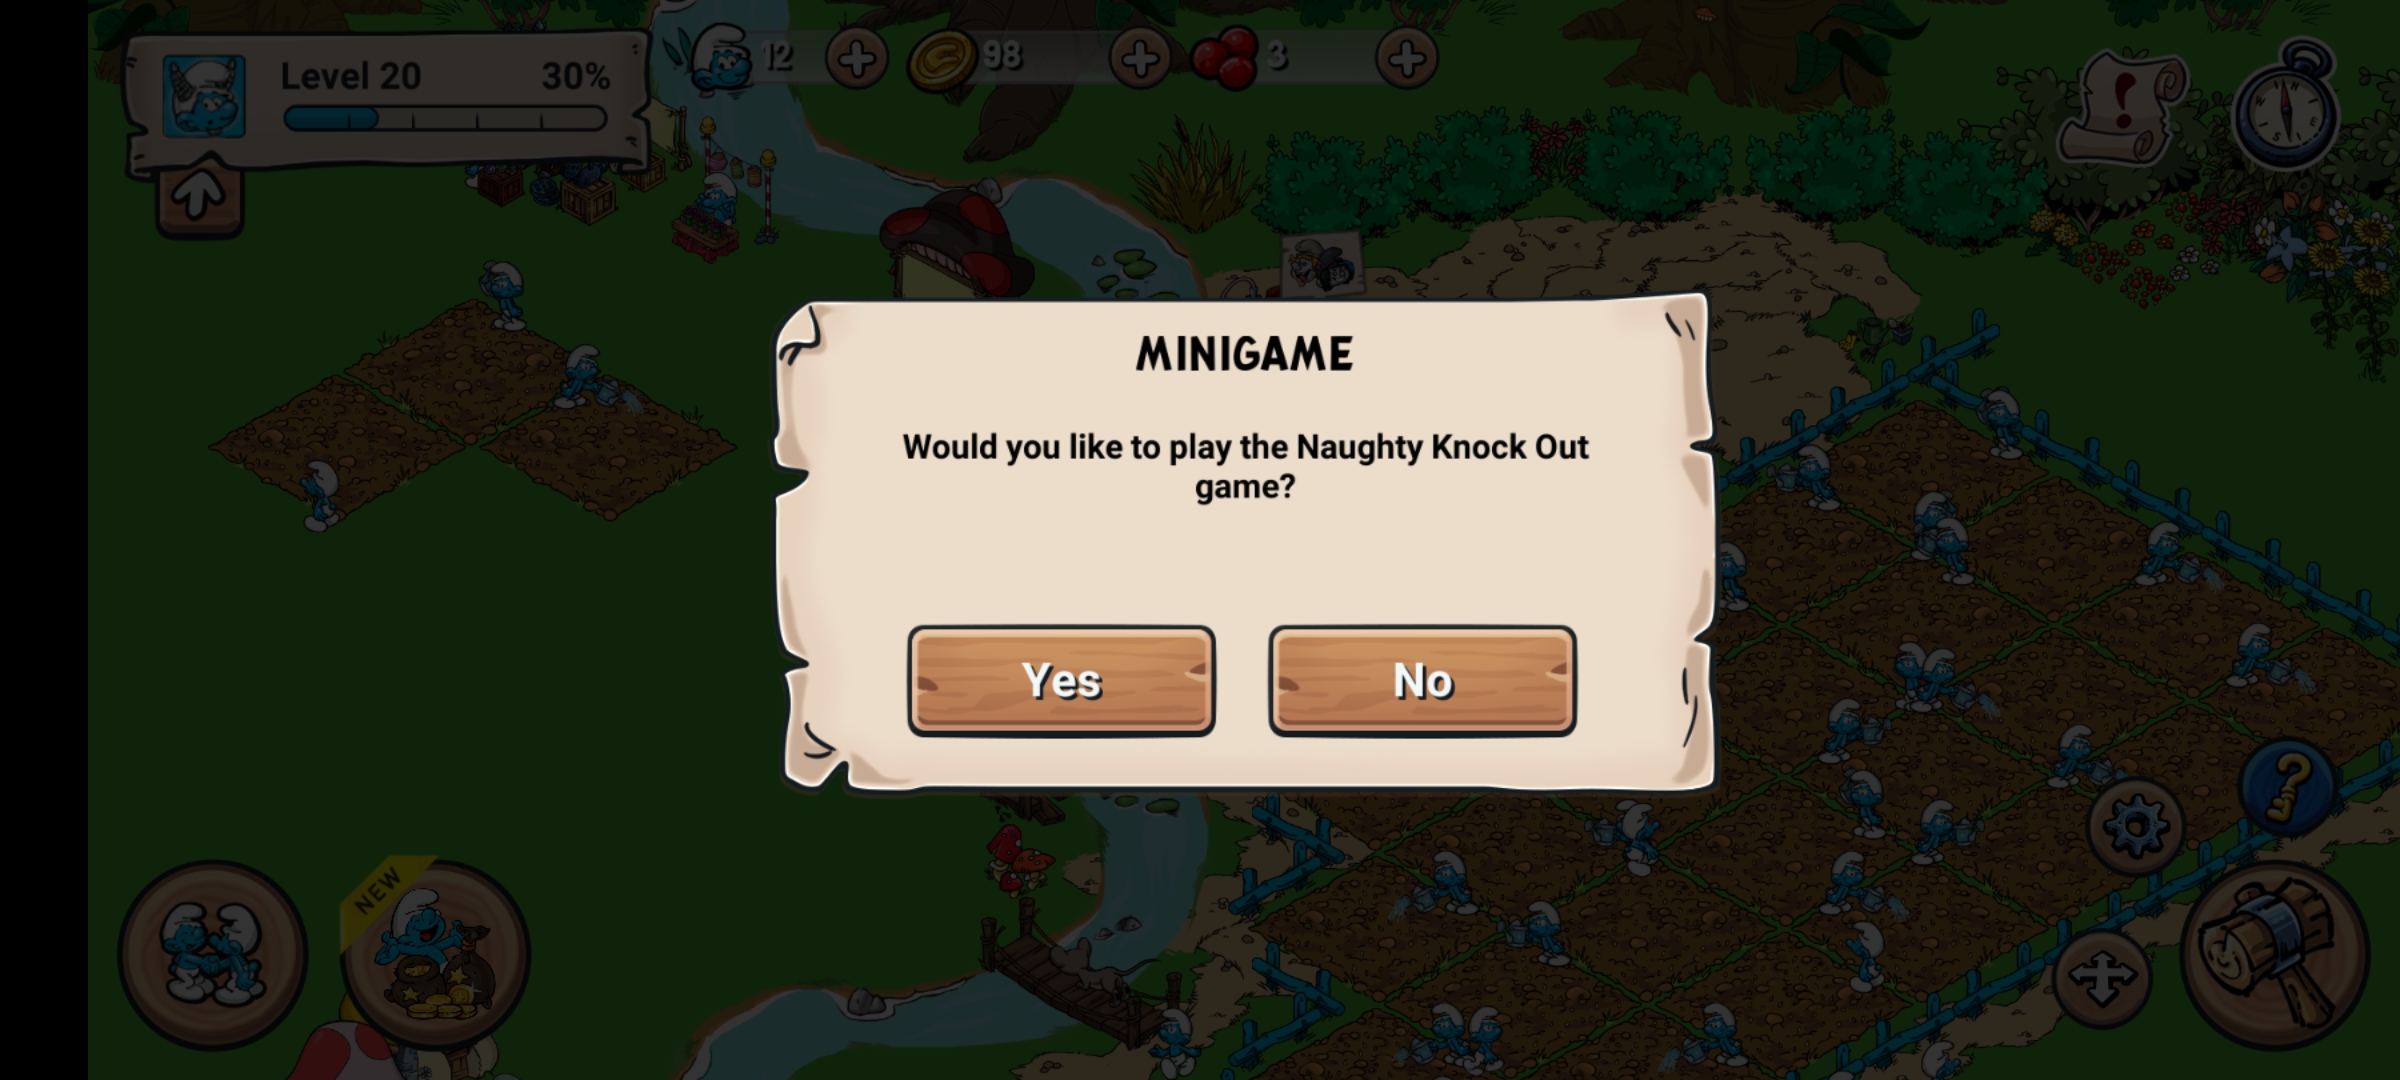 Level 20 30%
12
98
3
MINIGAME
Would you like to play the Naughty Knock Out
game?
Yes
No
NEW